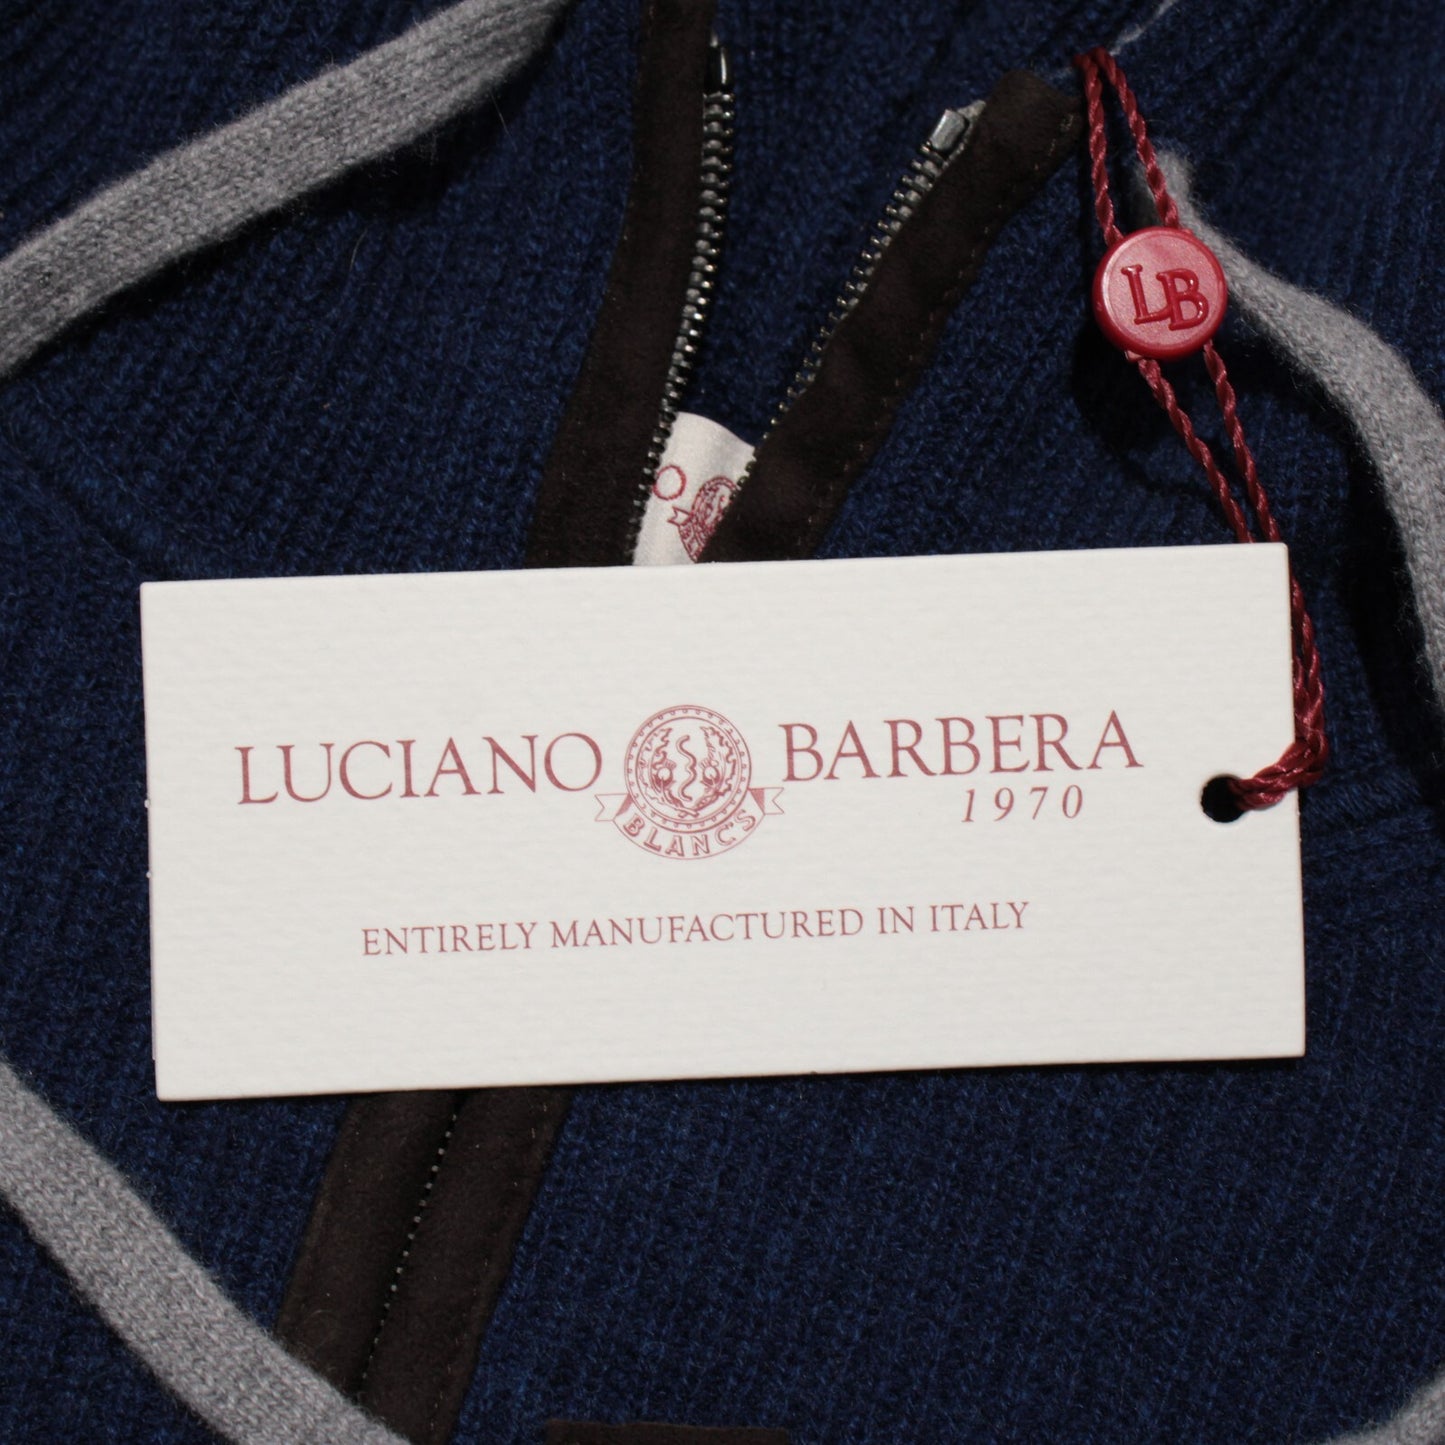 LB
LUCIANO BARBERA
1970
BLANC'S
ENTIRELY MANUFACTURED IN ITALY